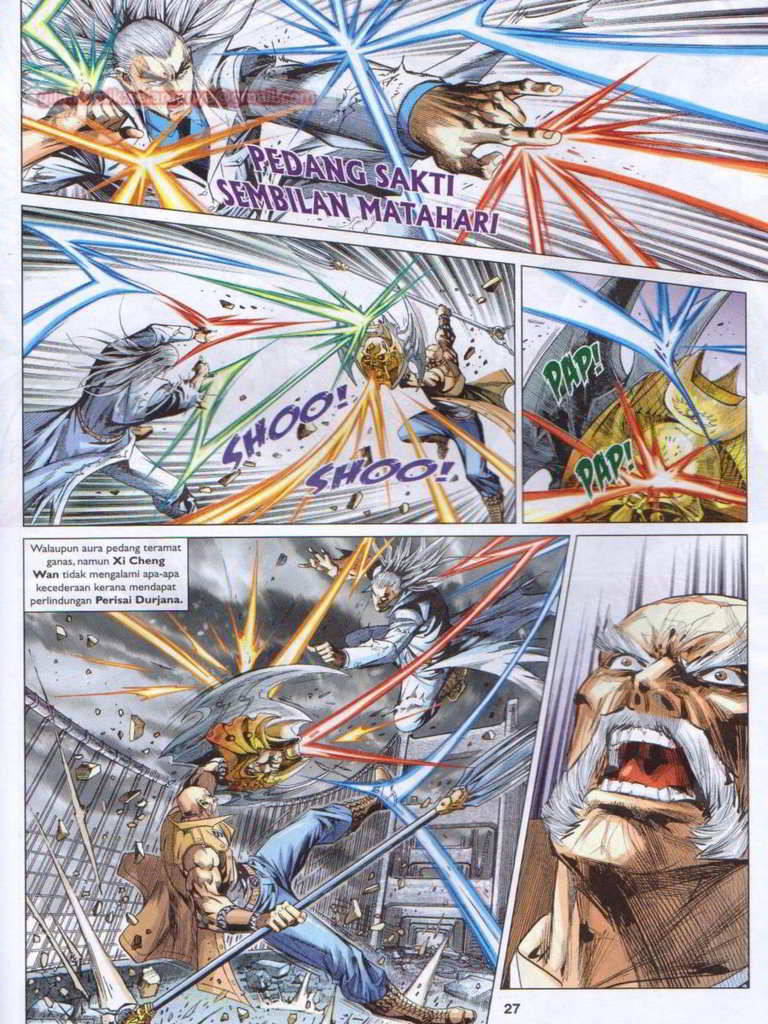 PEDANG SAKTI
SEMBILAN MATAHARI
SHOO!
SHOO!
PAP!
PAP!
Walaupun aura pedang teramat
ganas, namun Xi Cheng
Wan tidak mengalami apa-apa
kecederaan kerana mendapat
perlindungan Perisai Durjana.
27